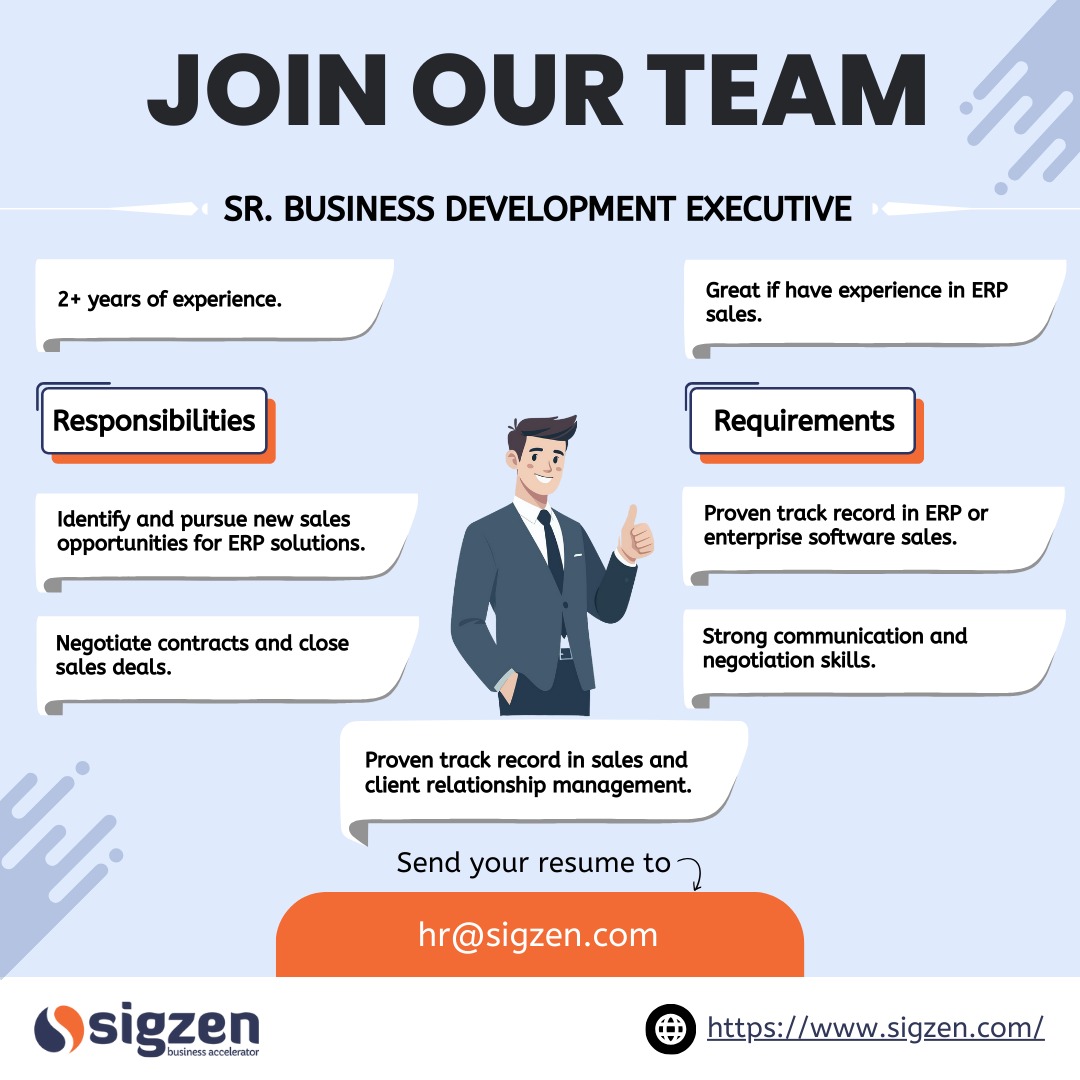 JOIN OUR TEAM
SR. BUSINESS DEVELOPMENT EXECUTIVE
2+ years of experience.
Great if have experience in ERP
sales.
Responsibilities
Identify and pursue new sales
opportunities for ERP solutions.
Negotiate contracts and close
sales deals.
Requirements
Proven track record in ERP or
enterprise software sales.
Strong communication and
negotiation skills.
Proven track record in sales and
client relationship management.
Send your resume to
hr@sigzen.com
sigzen
business accelerator
https://www.sigzen.com/